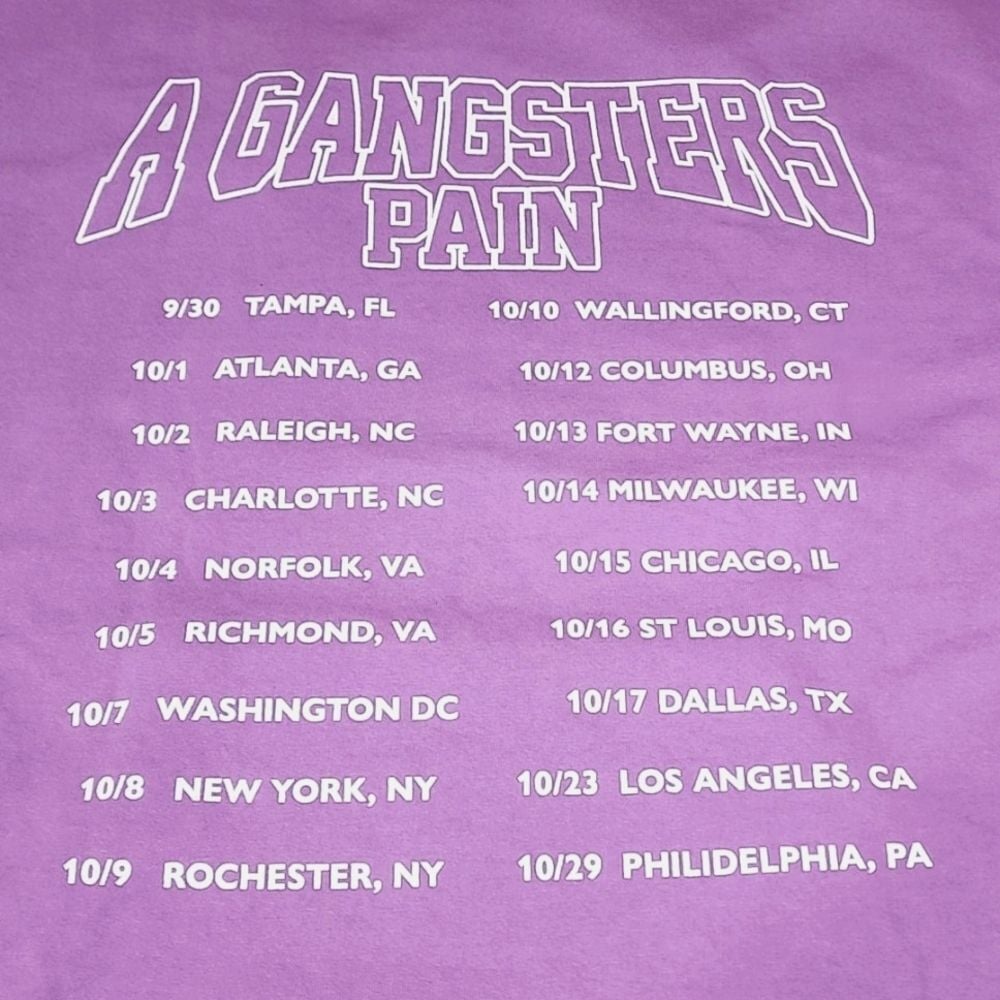 A GANGSTERS
PAIN
9/30 TAMPA, FL
10/1 ATLANTA, GA
10/2 RALEIGH, NC
10/3 CHARLOTTE, NC
10/4 NORFOLK, VA
10/5 RICHMOND, VA
10/7 WASHINGTON DC
10/8 NEW YORK, NY
10/9 ROCHESTER, NY
10/10 WALLINGFORD, CT
10/12 COLUMBUS, OH
10/13 FORT WAYNE, IN
10/14 MILWAUKEE, WI
10/15 CHICAGO, IL
10/16 ST LOUIS, MO
10/17 DALLAS, TX
10/23 LOS ANGELES, CA
10/29 PHILIDELPHIA, PA